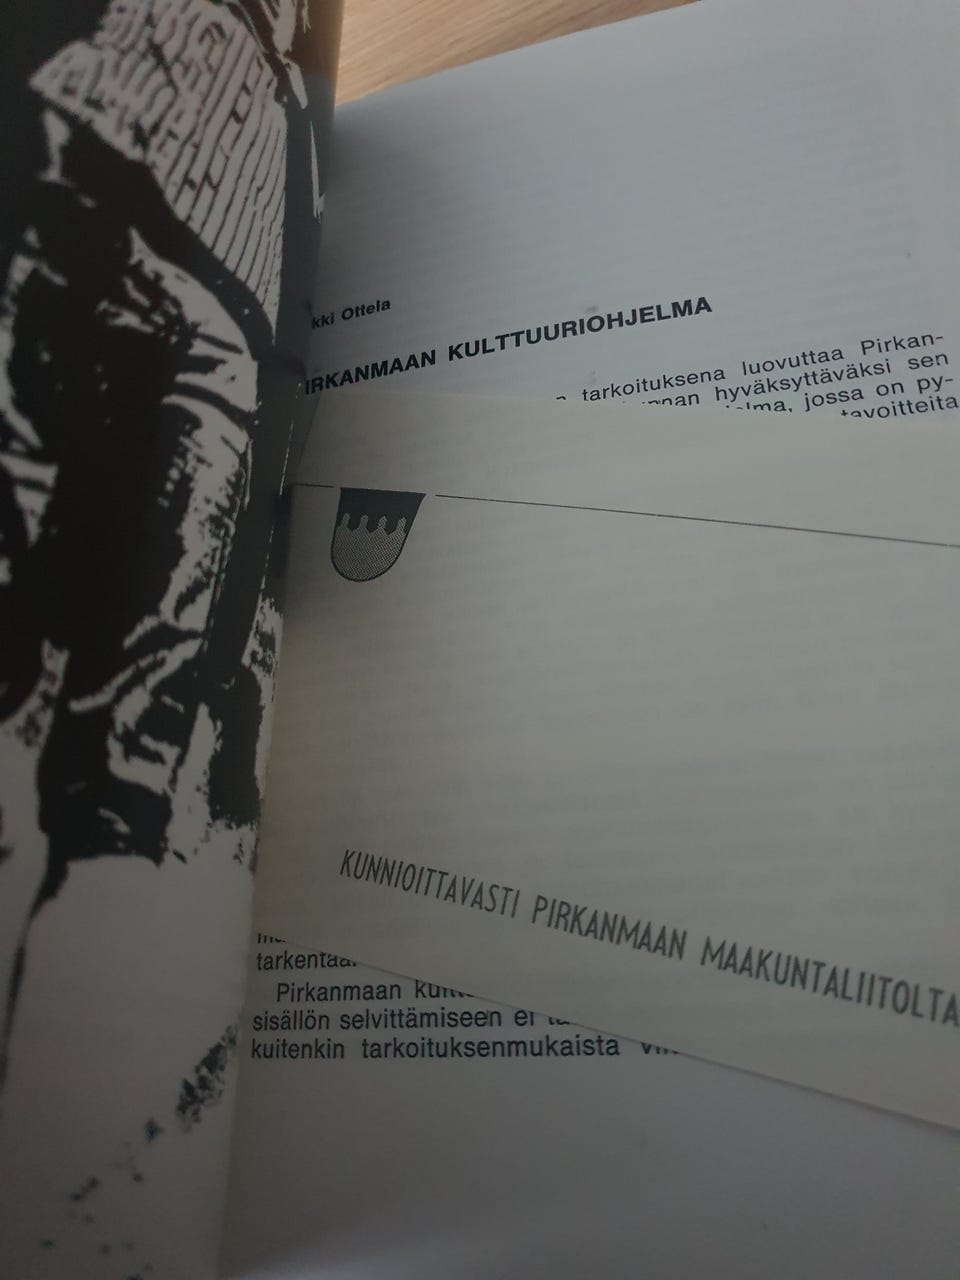 kki Ottela
IRKANMAAN KULTTUURIOHJELMA
tarkoituksena luovuttaa Pirkan-
hyväksyttäväksi sen
jossa on py-
tavoitteita
KUNNIOITTAVASTI PIRKANMAAN MAAKUNTALIITOLTA
Pirkanmaan
sisällön selvittämiseen ei
kuitenkin tarkoituksenmukaista